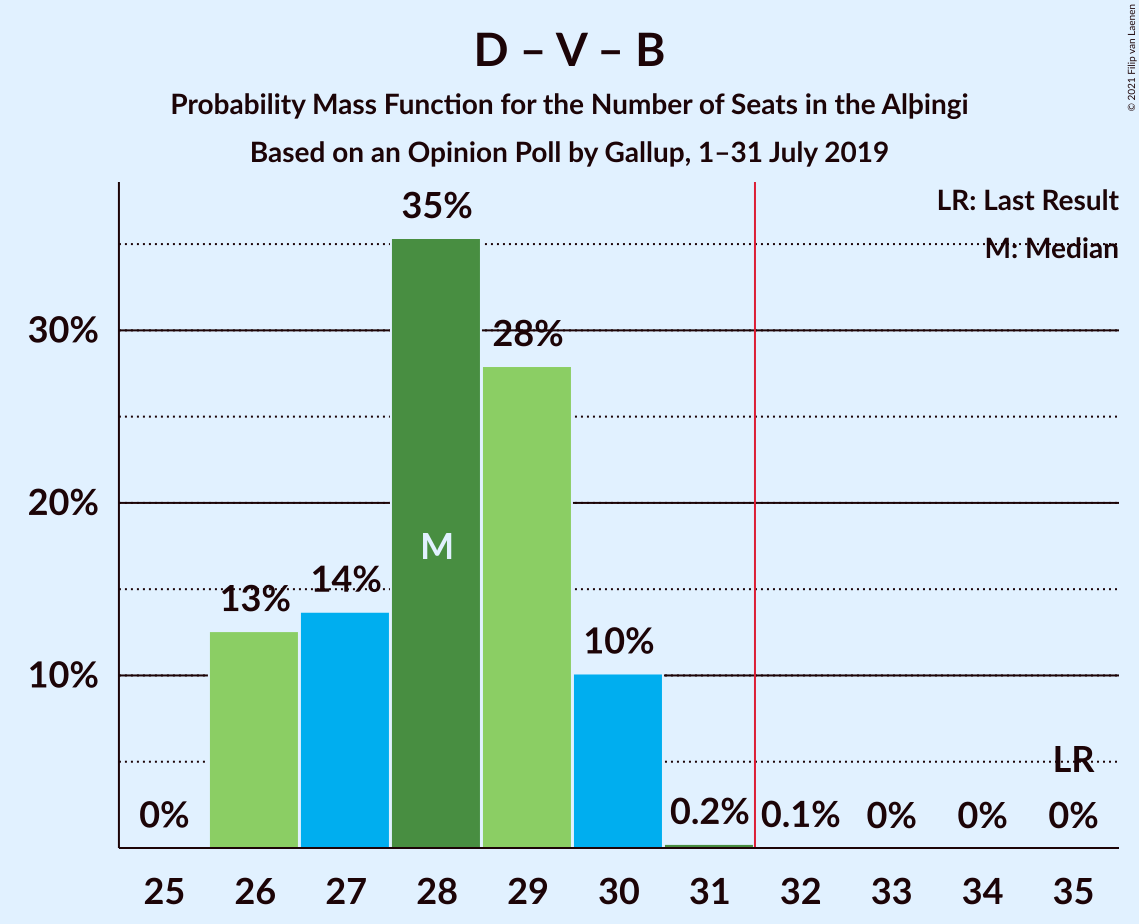 D – V – B
Probability Mass Function for the Number of Seats in the Alþingi
Based on an Opinion Poll by Gallup, 1–31 July 2019
© 2021 Filip van Laenen
LR: Last Result
M: Median
35%
30%
28%
20%
M
14%
13%
10%
10%
LR
0%
0.2%
0.1%
0%
0%
0%
25 26 27 28 29 30 31 32 33 34 35